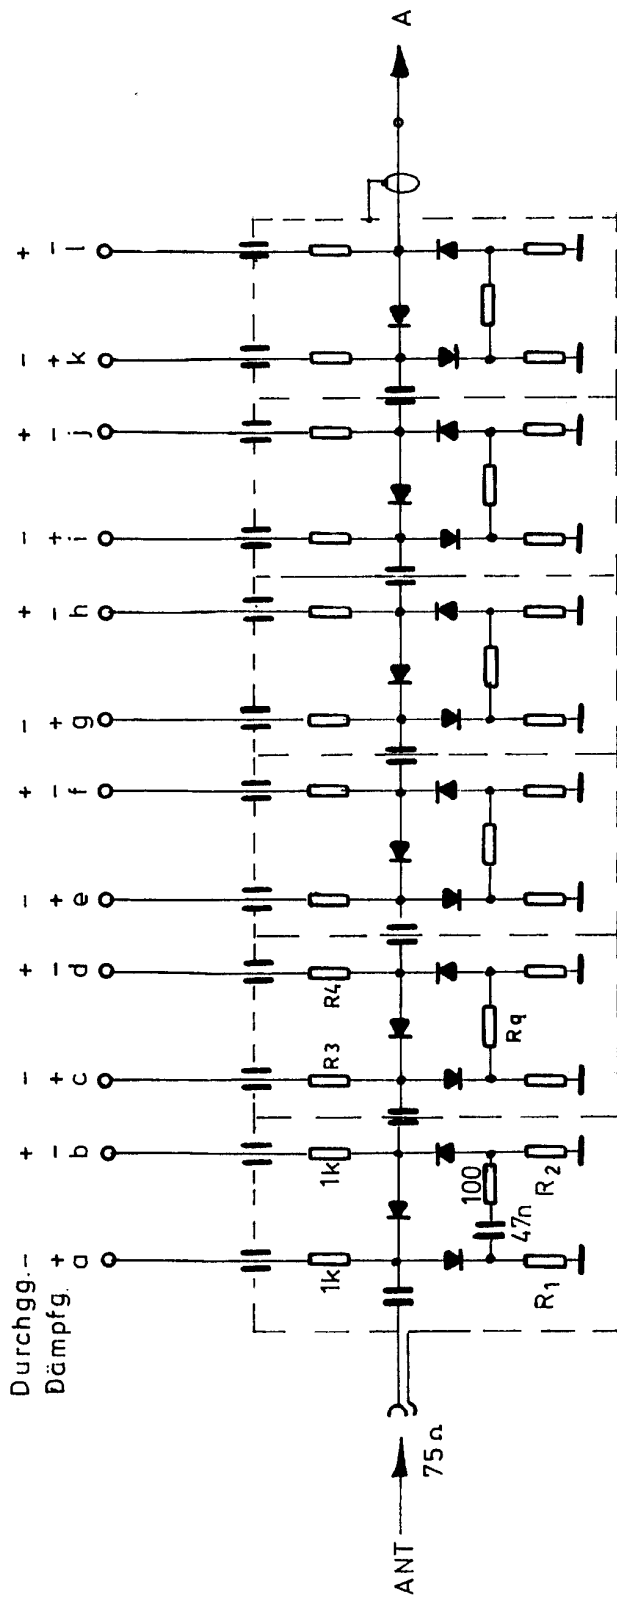 Durchgg. - + - + - + - + - + - +
Dämpfg. + - + - + - + - + - + -
a b c d e f g h i j k l
1k 1k R3 R4
ANT
75Ω
A
47n 100
Rq
R1 R2